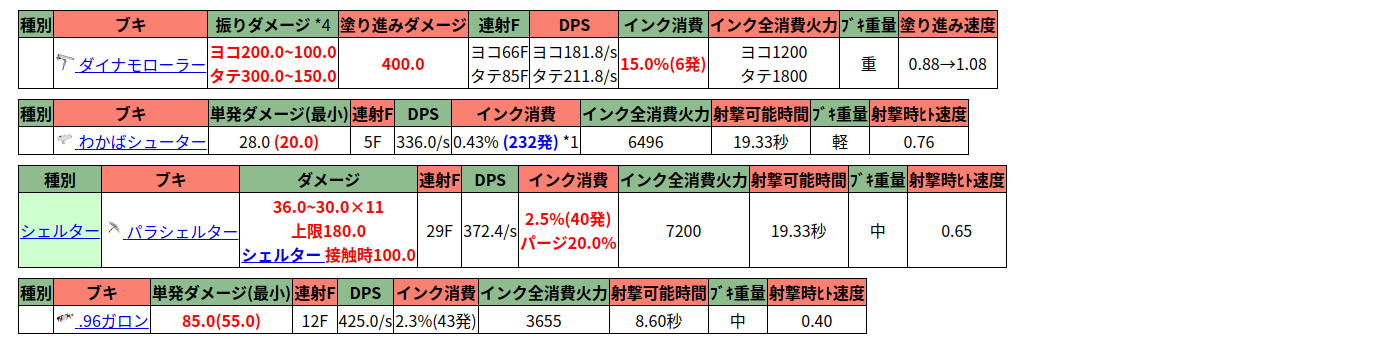 種別 ブキ 振りダメージ *4 塗り進みダメージ 連射F DPS インク消費 インク全消費火力 ﾌﾞｷ重量 塗り進み速度
ダイナモローラー ヨコ200.0~100.0 タテ300.0~150.0 400.0 ヨコ66F タテ85F ヨコ181.8/s タテ211.8/s 15.0%(6発) ヨコ1200 タテ1800 重 0.88→1.08
種別 ブキ 単発ダメージ(最小) 連射F DPS インク消費 インク全消費火力 射撃可能時間 ﾌﾞｷ重量 射撃時ﾋﾄ速度
わかばシューター 28.0 (20.0) 5F 336.0/s 0.43% (232発) *1 6496 19.33秒 軽 0.76
種別 ブキ ダメージ 連射F DPS インク消費 インク全消費火力 射撃可能時間 ﾌﾞｷ重量 射撃時ﾋﾄ速度
シェルター パラシェルター 36.0~30.0×11 上限180.0 シェルター 接触時100.0 29F 372.4/s 2.5%(40発) パージ20.0% 7200 19.33秒 中 0.65
種別 ブキ 単発ダメージ(最小) 連射F DPS インク消費 インク全消費火力 射撃可能時間 ﾌﾞｷ重量 射撃時ﾋﾄ速度
.96ガロン 85.0(55.0) 12F 425.0/s 2.3%(43発) 3655 8.60秒 中 0.40